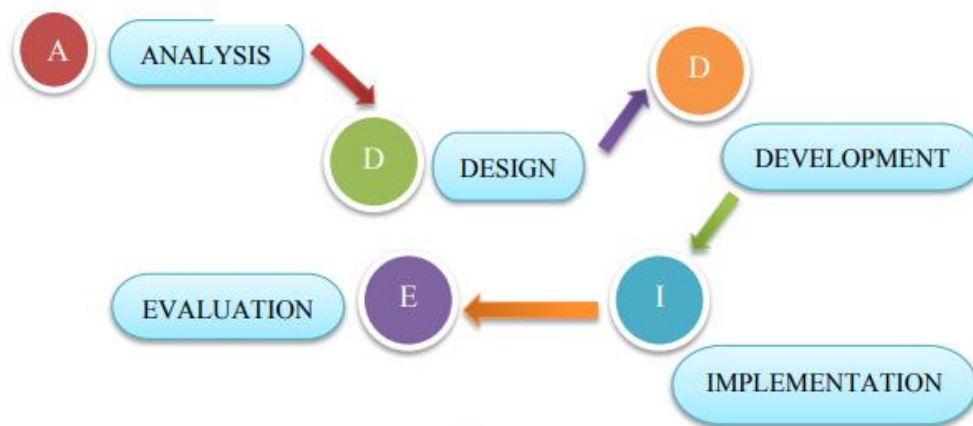 A
ANALYSIS
D
DESIGN
D
DEVELOPMENT
I
IMPLEMENTATION
E
EVALUATION